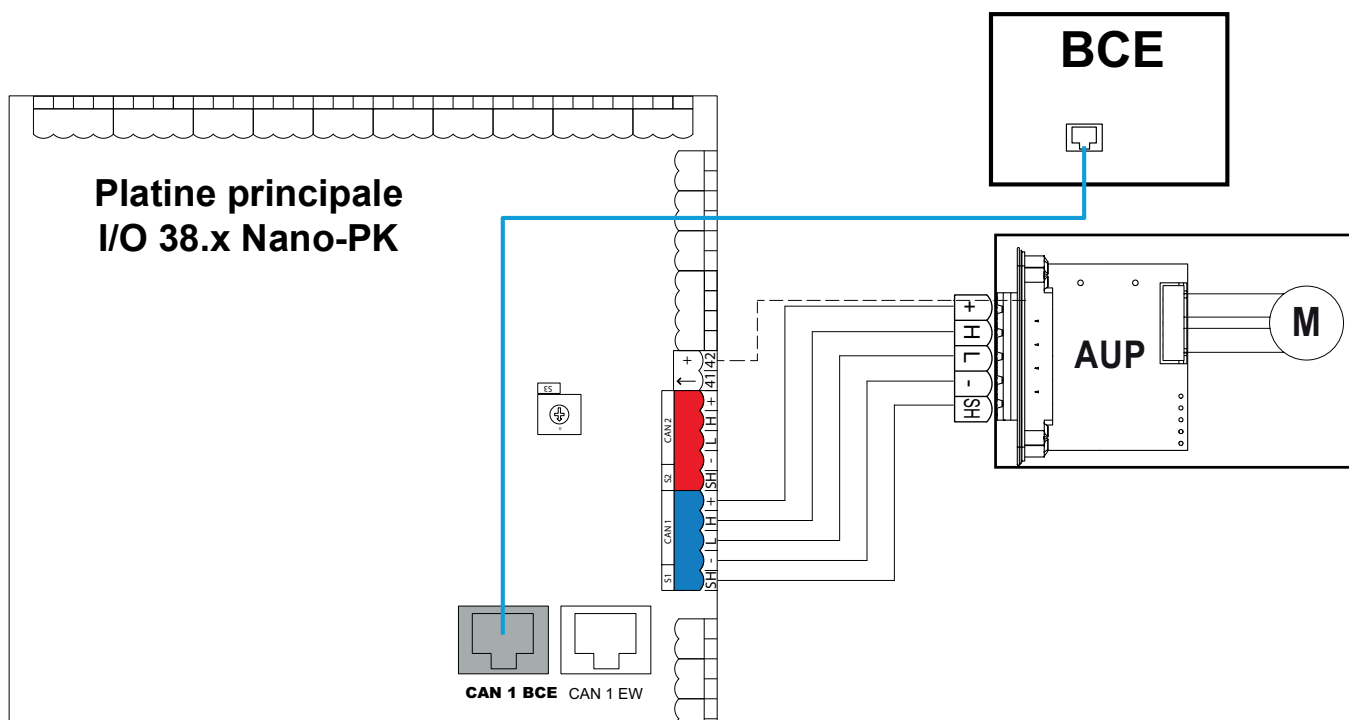 BCE
Platine principale
I/O 38.x Nano-PK
+
H
L
-
SH
AUP
M
+ 42
41
S3
CAN 2
+
H
L
-
S2
SH
CAN 1
+
H
L
-
S1
SH
CAN 1 BCE
CAN 1 EW